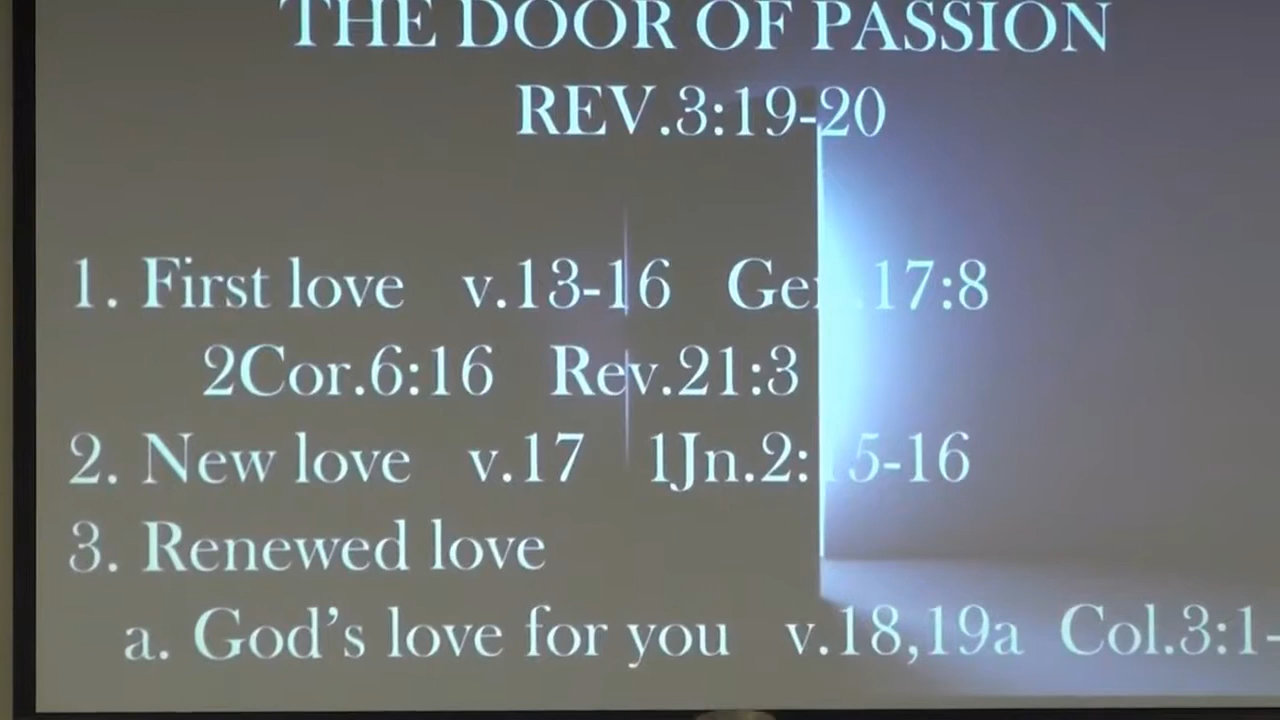 THE DOOR OF PASSION
REV.3:19-20
1. First love v.13-16 Gen.17:8
2Cor.6:16 Rev.21:3
2. New love v.17 1Jn.2:15-16
3. Renewed love
a. God's love for you v.18,19a Col.3:1-